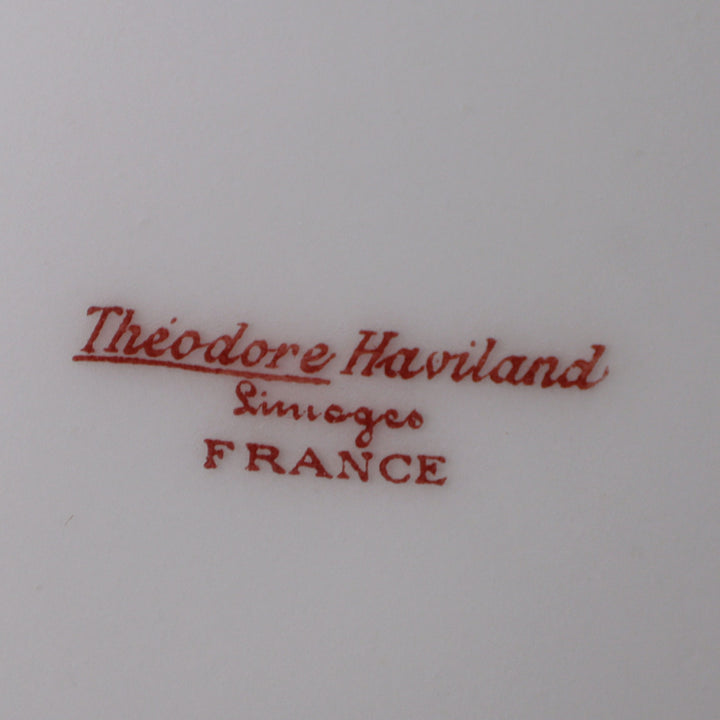 Théodore Haviland
Limoges
FRANCE